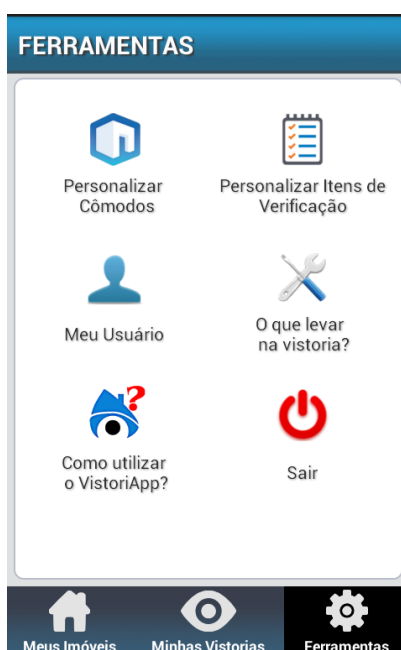 FERRAMENTAS
Personalizar
Cômodos
Personalizar Itens de
Verificação
Meu Usuário
O que levar
na vistoria?
?
Como utilizar
o VistoriApp?
Sair
Meus Imóveis
Minhas Vistorias
Ferramentas